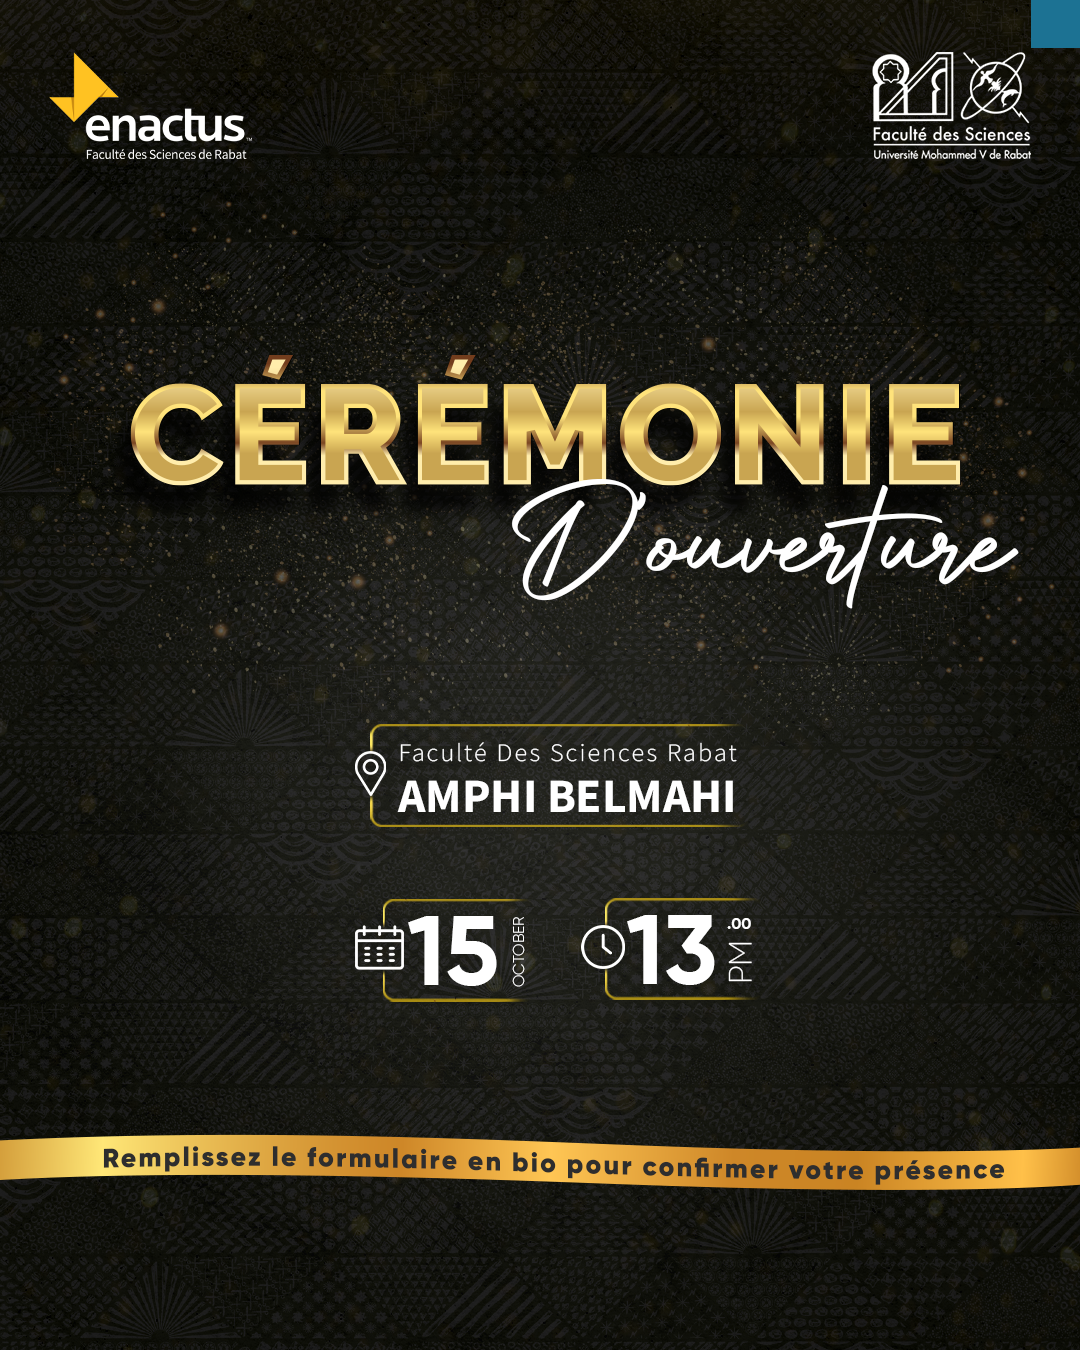 enactus
Faculté des Sciences de Rabat
Faculté des Sciences
Université Mohammed V de Rabat
CÉRÉMONIE
D'ouverture
Faculté Des Sciences Rabat
AMPHI BELMAHI
15 OCTOBER
13 .00 PM
Remplissez le formulaire en bio pour confirmer votre présence